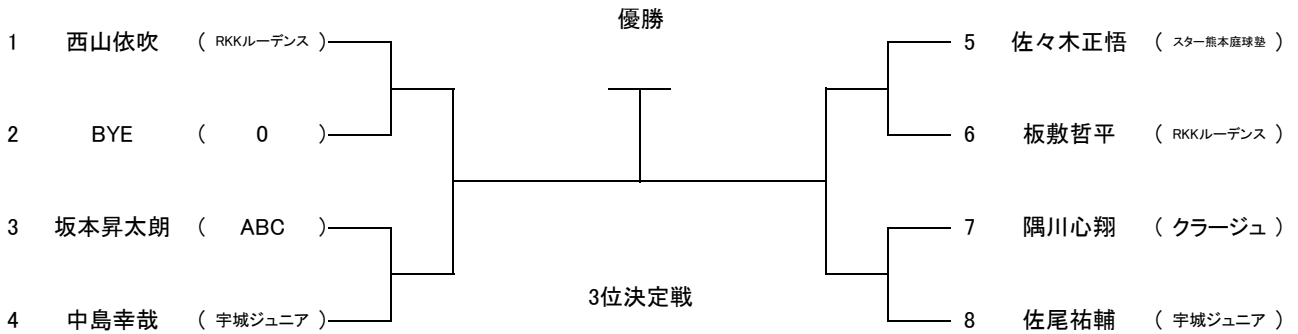 優勝
1 西山依吹 ( RKKルーデンス )
2 BYE ( 0 )
3 坂本昇太朗 ( ABC )
4 中島幸哉 ( 宇城ジュニア )
5 佐々木正悟 ( スター熊本庭球塾 )
6 板敷哲平 ( RKKルーデンス )
7 隅川心翔 ( クラージュ )
8 佐尾祐輔 ( 宇城ジュニア )
3位決定戦